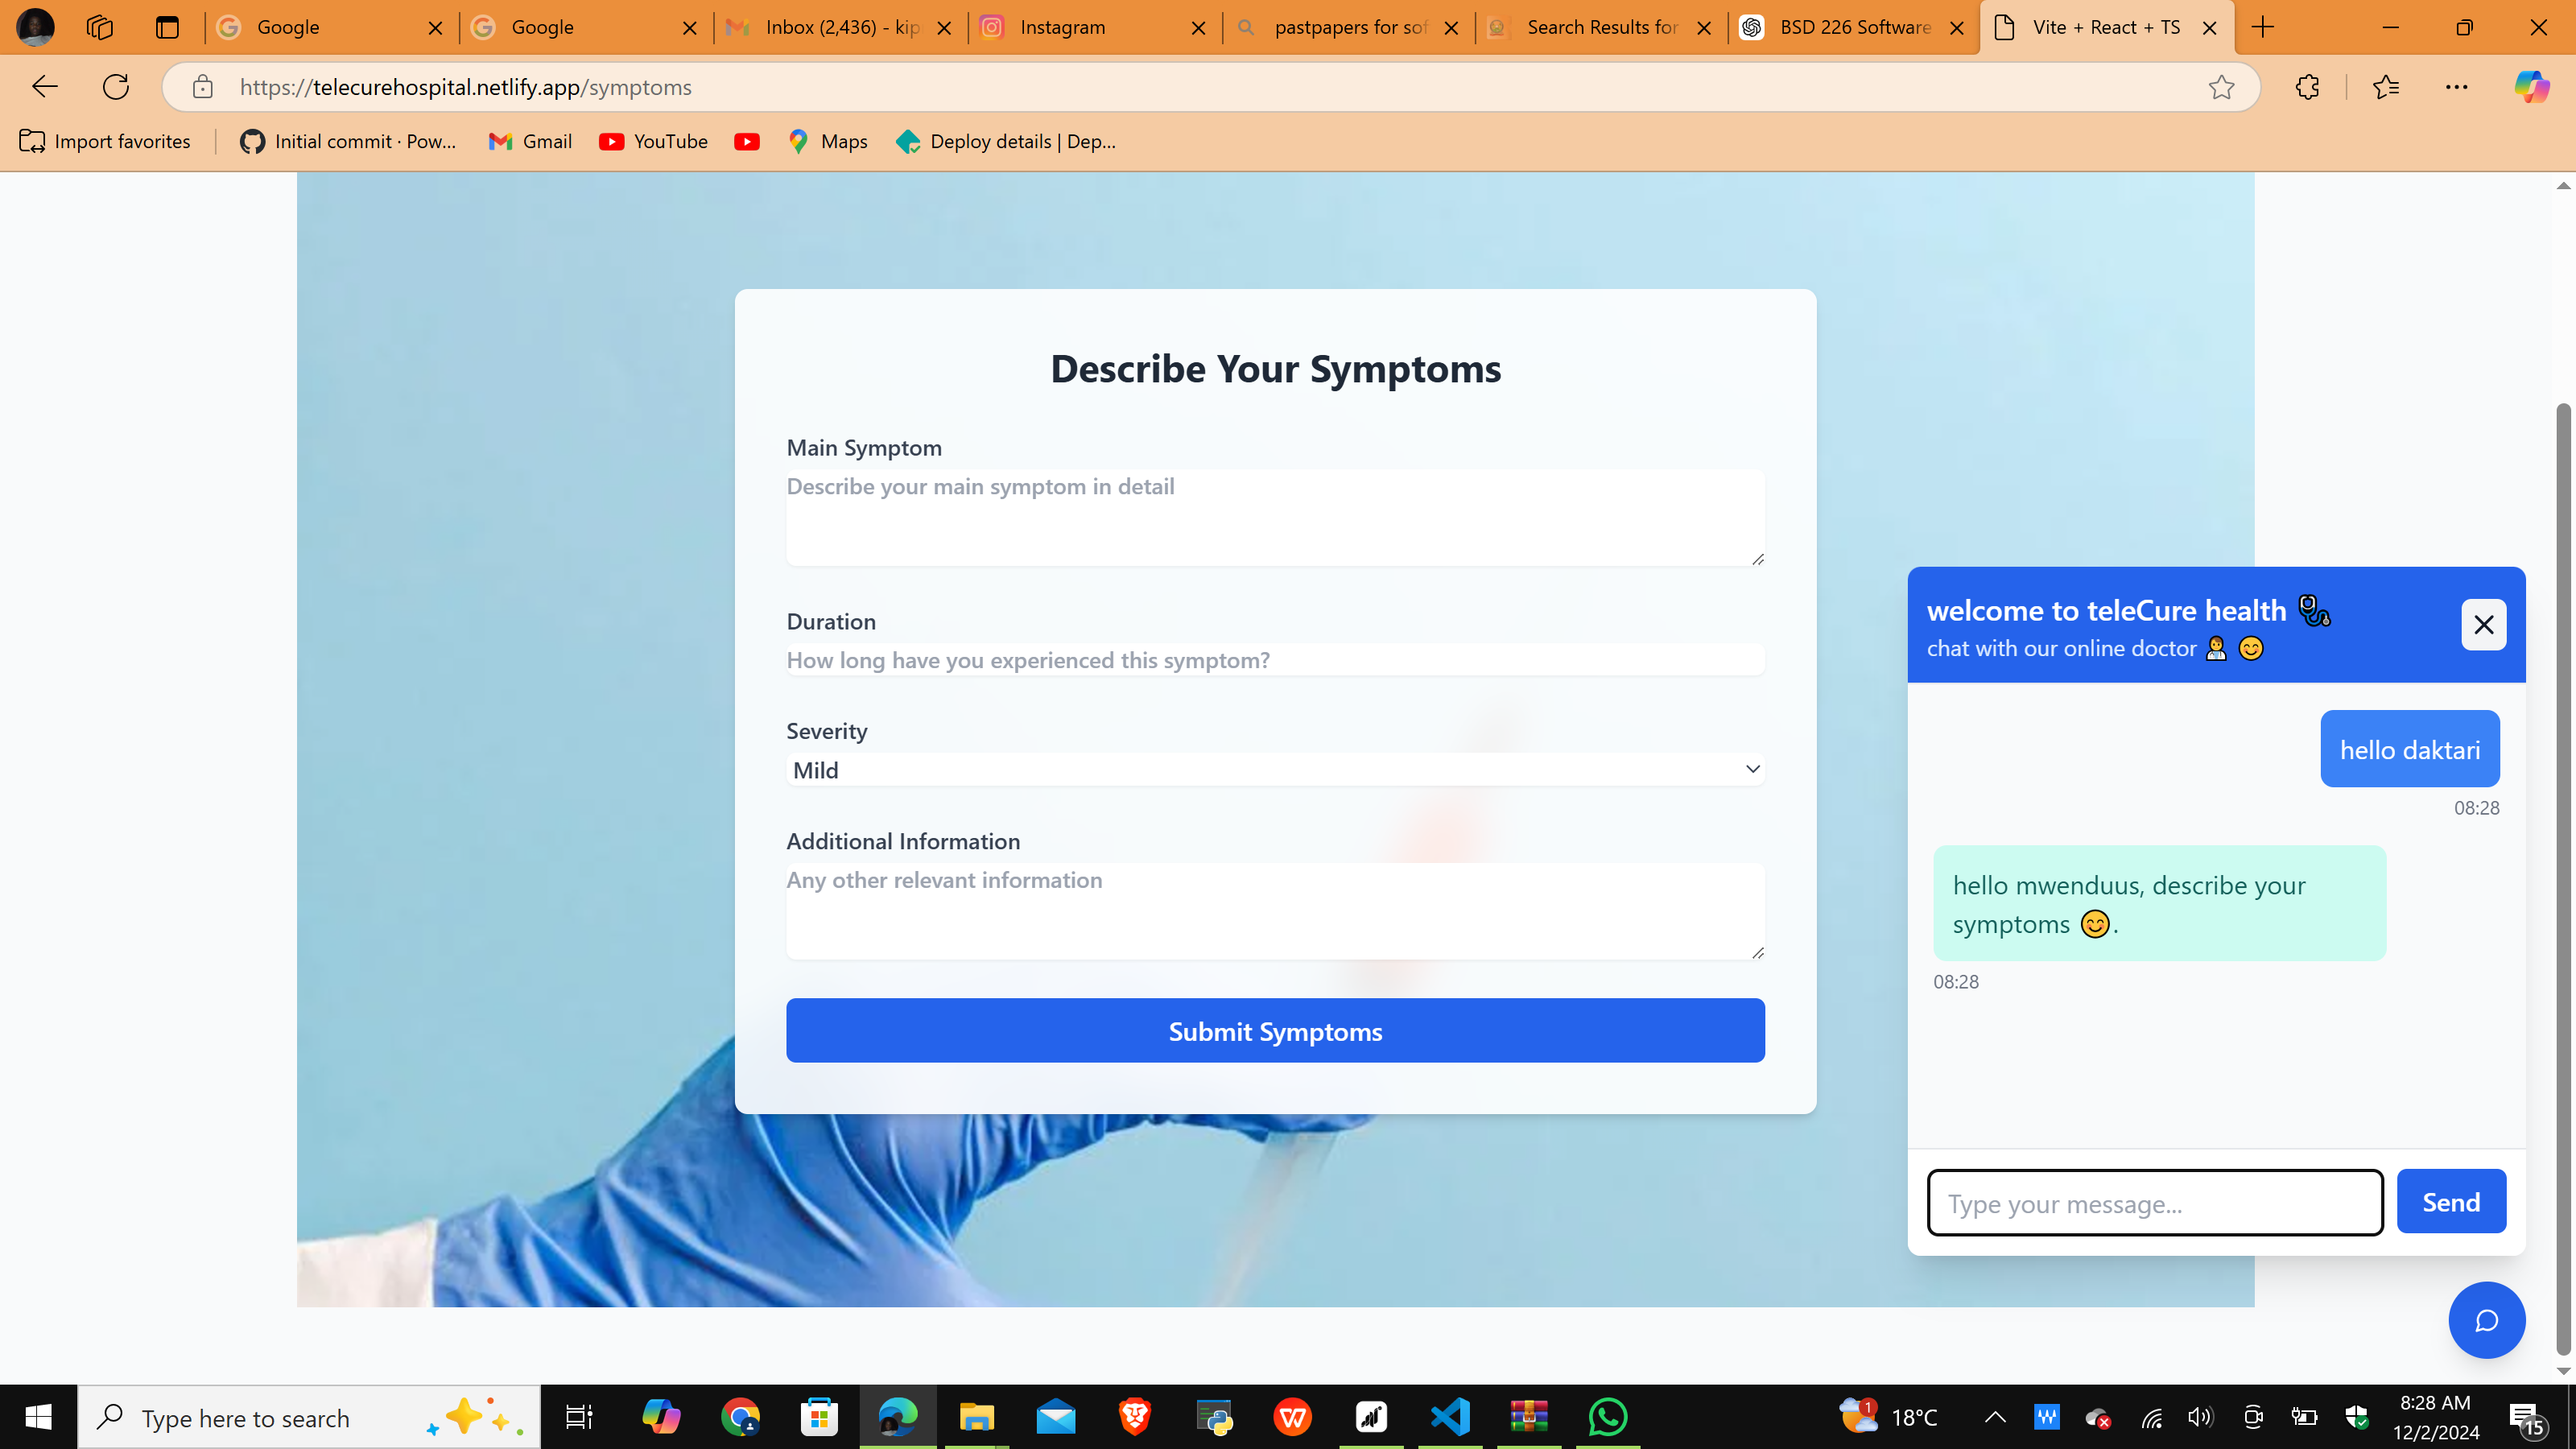 Google
Google
Inbox (2,436) - kip
Instagram
pastpapers for sof
Search Results for
BSD 226 Software
Vite + React + TS
https://telecurehospital.netlify.app/symptoms
Import favorites
Initial commit · Pow...
Gmail
YouTube
Maps
Deploy details | Dep...
Describe Your Symptoms
Main Symptom
Describe your main symptom in detail
Duration
How long have you experienced this symptom?
Severity
Mild
Additional Information
Any other relevant information
Submit Symptoms
welcome to teleCure health 🩺
chat with our online doctor 👩‍⚕️ 😊
hello daktari
08:28
hello mwenduus, describe your
symptoms 😊.
08:28
Type your message...
Send
Type here to search
1
18°C
8:28 AM
12/2/2024
15